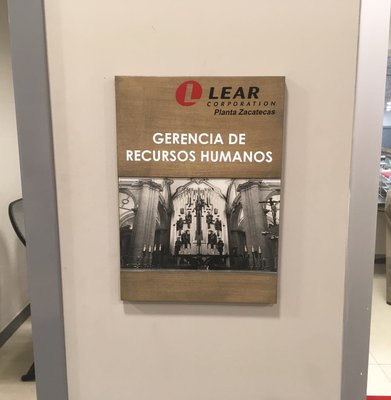 LEAR
CORPORATION
Planta Zacatecas
GERENCIA DE
RECURSOS HUMANOS